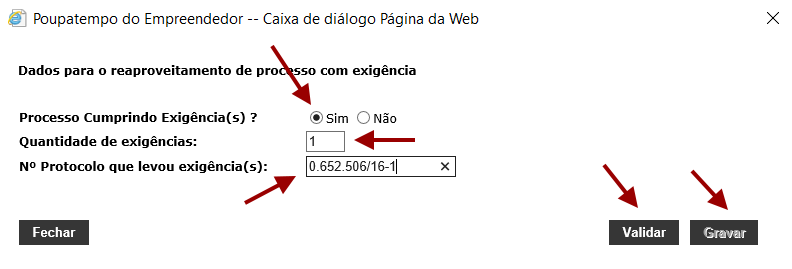 Poupatempo do Empreendedor -- Caixa de diálogo Página da Web
Dados para o reaproveitamento de processo com exigência
Processo Cumprindo Exigência(s) ? Sim Não
Quantidade de exigências: 1
Nº Protocolo que levou exigência(s): 0.652.506/16-1
Fechar Validar Gravar